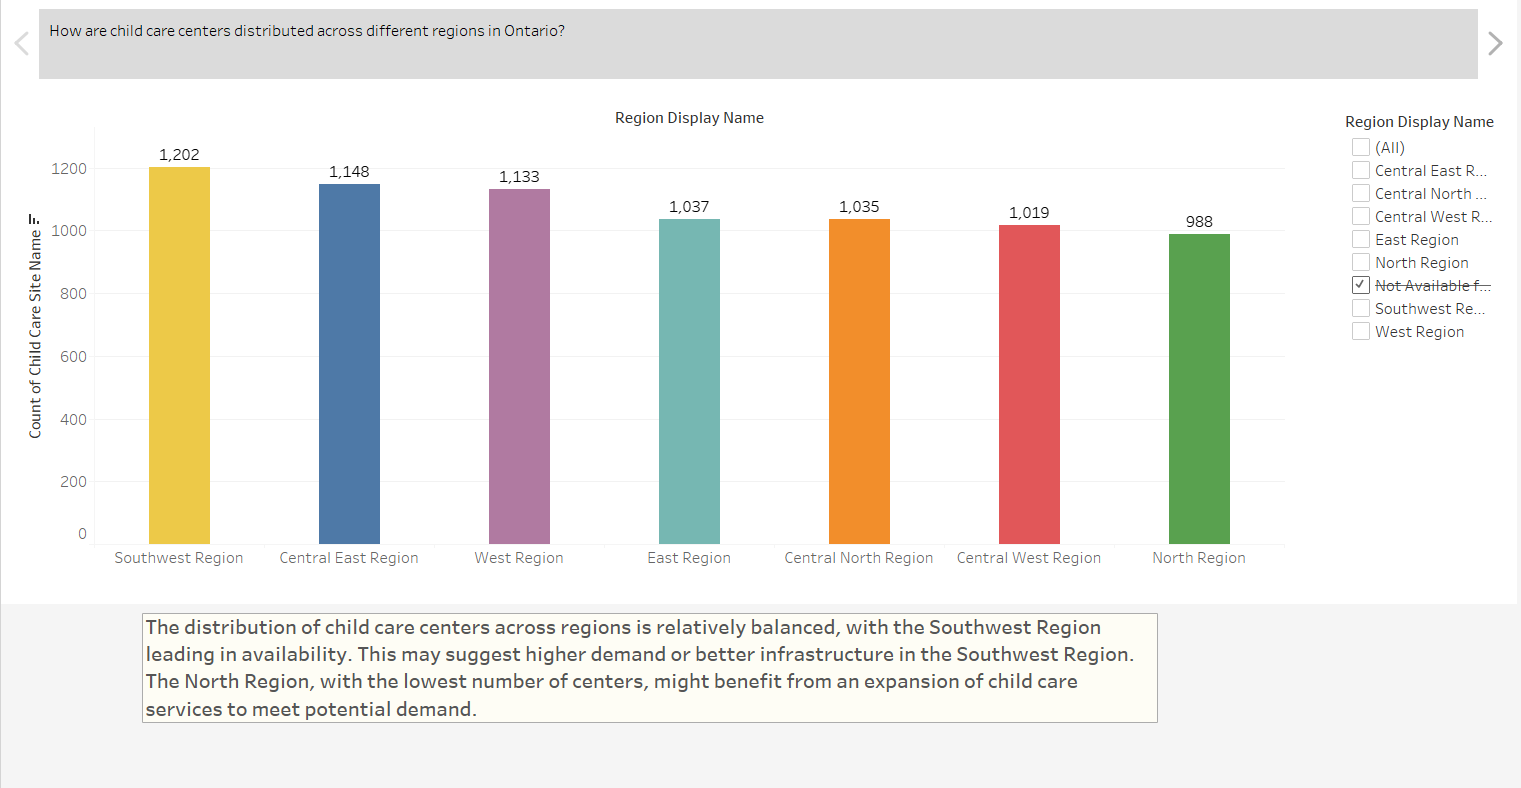 How are child care centers distributed across different regions in Ontario?
Region Display Name
Count of Child Care Site Name
1200
1000
800
600
400
200
0
1,202
1,148
1,133
1,037
1,035
1,019
988
Southwest Region
Central East Region
West Region
East Region
Central North Region
Central West Region
North Region
Region Display Name
(All)
Central East R...
Central North ...
Central West R...
East Region
North Region
Not Available f...
Southwest Re...
West Region
The distribution of child care centers across regions is relatively balanced, with the Southwest Region
leading in availability. This may suggest higher demand or better infrastructure in the Southwest Region.
The North Region, with the lowest number of centers, might benefit from an expansion of child care
services to meet potential demand.